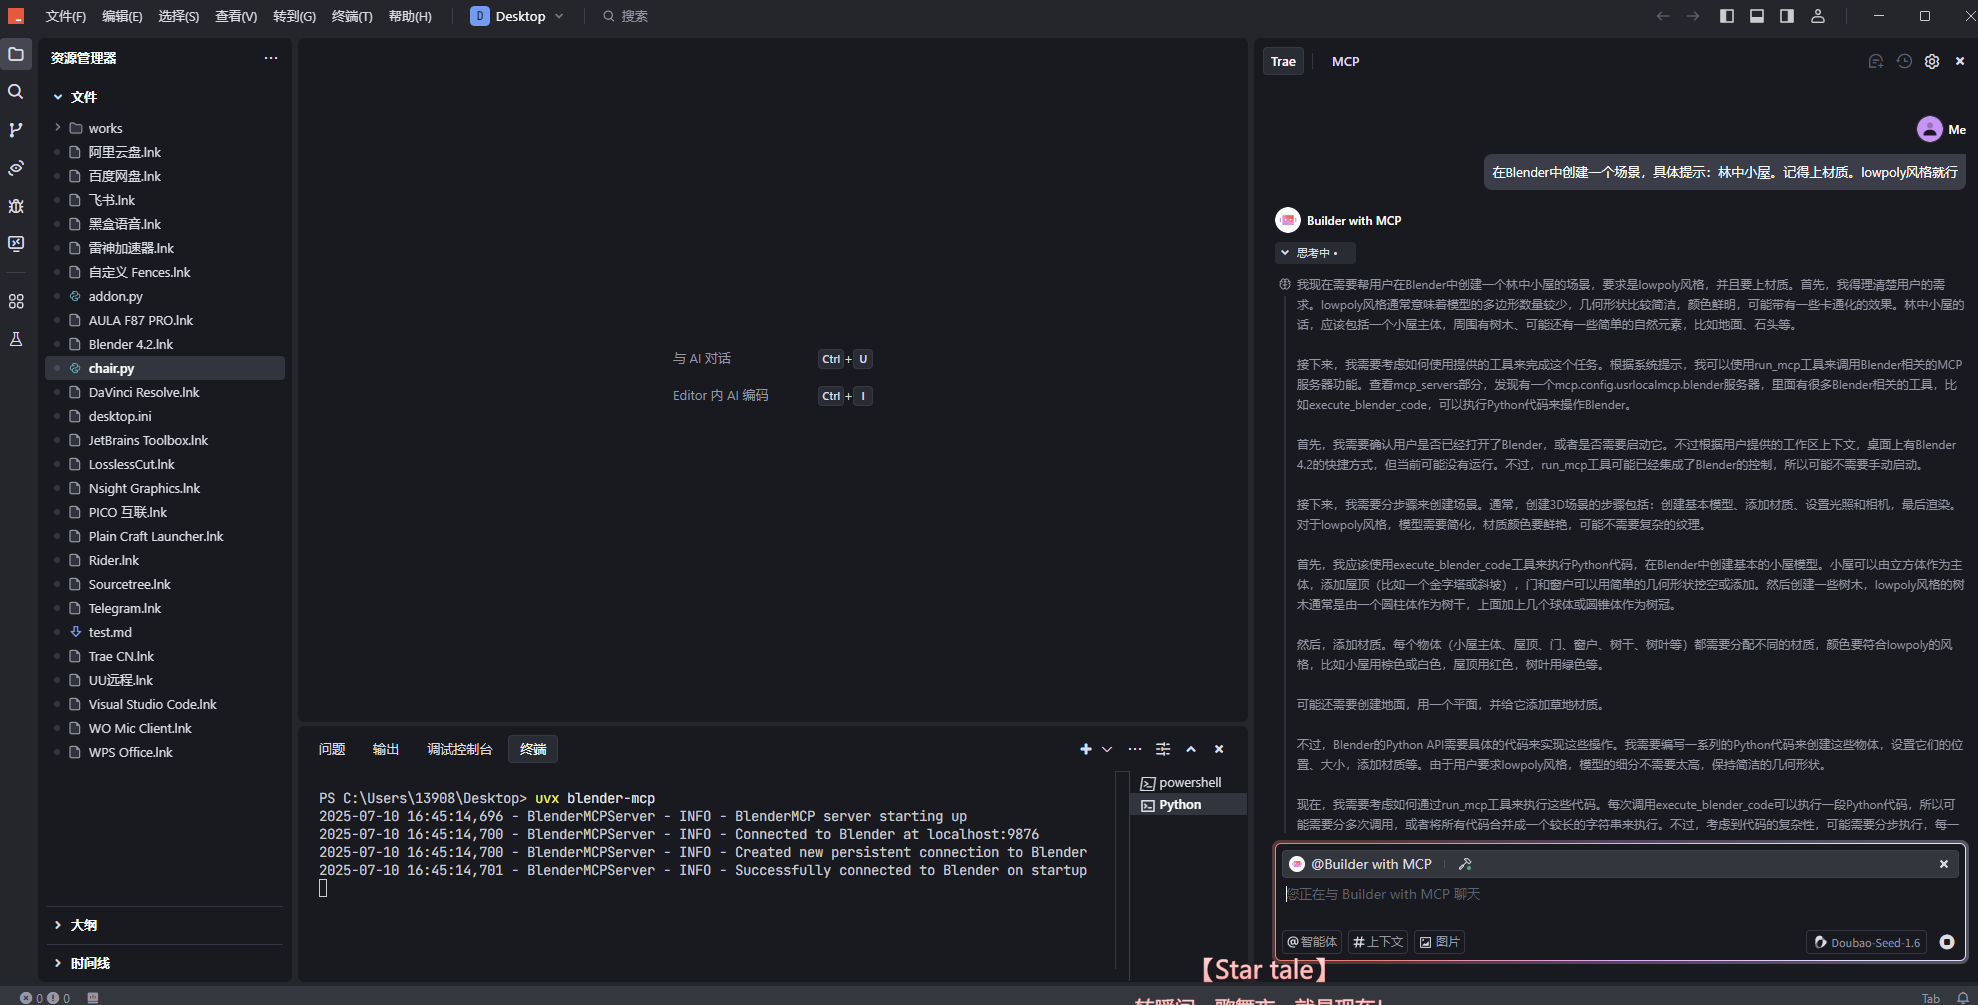 文件(F) 编辑(E) 选择(S) 查看(V) 转到(G) 终端(T) 帮助(H) D Desktop 搜索
资源管理器
文件
works
阿里云盘.lnk
百度网盘.lnk
飞书.lnk
黑盒语音.lnk
雷神加速器.lnk
自定义 Fences.lnk
addon.py
AULA F87 PRO.lnk
Blender 4.2.lnk
chair.py
DaVinci Resolve.lnk
desktop.ini
JetBrains Toolbox.lnk
LosslessCut.lnk
Nsight Graphics.lnk
PICO 互联.lnk
Plain Craft Launcher.lnk
Rider.lnk
Sourcetree.lnk
Telegram.lnk
test.md
Trae CN.lnk
UU远程.lnk
Visual Studio Code.lnk
WO Mic Client.lnk
WPS Office.lnk
大纲
时间线
与 AI 对话 Ctrl + U
Editor 内 AI 编码 Ctrl + I
问题 输出 调试控制台 终端
PS C:\Users\13908\Desktop> uvx blender-mcp
2025-07-10 16:45:14,696 - BlenderMCPServer - INFO - BlenderMCP server starting up
2025-07-10 16:45:14,700 - BlenderMCPServer - INFO - Connected to Blender at localhost:9876
2025-07-10 16:45:14,700 - BlenderMCPServer - INFO - Created new persistent connection to Blender
2025-07-10 16:45:14,701 - BlenderMCPServer - INFO - Successfully connected to Blender on startup
powershell
Python
Trae MCP
Me
在Blender中创建一个场景，具体提示：林中小屋。记得上材质。lowpoly风格就行
Builder with MCP
思考中
我现在需要帮用户在Blender中创建一个林中小屋的场景，要求是lowpoly风格，并且要上材质。首先，我得理清楚用户的需
求。lowpoly风格通常意味着模型的多边形数量较少，几何形状比较简洁，颜色鲜明，可能带有一些卡通化的效果。林中小屋的
话，应该包括一个小屋主体，周围有树木、可能还有一些简单的自然元素，比如地面、石头等。
接下来，我需要考虑如何使用提供的工具来完成这个任务。根据系统提示，我可以使用run_mcp工具来调用Blender相关的MCP
服务器功能。查看mcp_servers部分，发现有一个mcp.config.usrlocalmcp.blender服务器，里面有很多Blender相关的工具，比
如execute_blender_code，可以执行Python代码来操作Blender。
首先，我需要确认用户是否已经打开了Blender，或者是否需要启动它。不过根据用户提供的工作区上下文，桌面上有Blender
4.2的快捷方式，但当前可能没有运行。不过，run_mcp工具可能已经集成了Blender的控制，所以可能不需要手动启动。
接下来，我需要分步骤来创建场景。通常，创建3D场景的步骤包括：创建基本模型、添加材质、设置光照和相机，最后渲染。
对于lowpoly风格，模型需要简化，材质颜色要鲜艳，可能不需要复杂的纹理。
首先，我应该使用execute_blender_code工具来执行Python代码，在Blender中创建基本的小屋模型。小屋可以由立方体作为主
体，添加屋顶（比如一个金字塔或斜坡），门和窗户可以用简单的几何形状挖空或添加。然后创建一些树木，lowpoly风格的树
木通常是由一个圆柱体作为树干，上面加上几个球体或圆锥体作为树冠。
然后，添加材质。每个物体（小屋主体、屋顶、门、窗户、树干、树叶等）都需要分配不同的材质，颜色要符合lowpoly的风
格，比如小屋用棕色或白色，屋顶用红色，树叶用绿色等。
可能还需要创建地面，用一个平面，并给它添加草地材质。
不过，Blender的Python API需要具体的代码来实现这些操作。我需要编写一系列的Python代码来创建这些物体，设置它们的位
置、大小，添加材质等。由于用户要求lowpoly风格，模型的细分不需要太高，保持简洁的几何形状。
现在，我需要考虑如何通过run_mcp工具来执行这些代码。每次调用execute_blender_code可以执行一段Python代码，所以可
能需要分多次调用，或者将所有代码合并成一个较长的字符串来执行。不过，考虑到代码的复杂性，可能需要分步执行，每一
@Builder with MCP
您正在与 Builder with MCP 聊天
@智能体 #上下文 图片 Doubao-Seed-1.6
【Star tale】
0 0 Tab